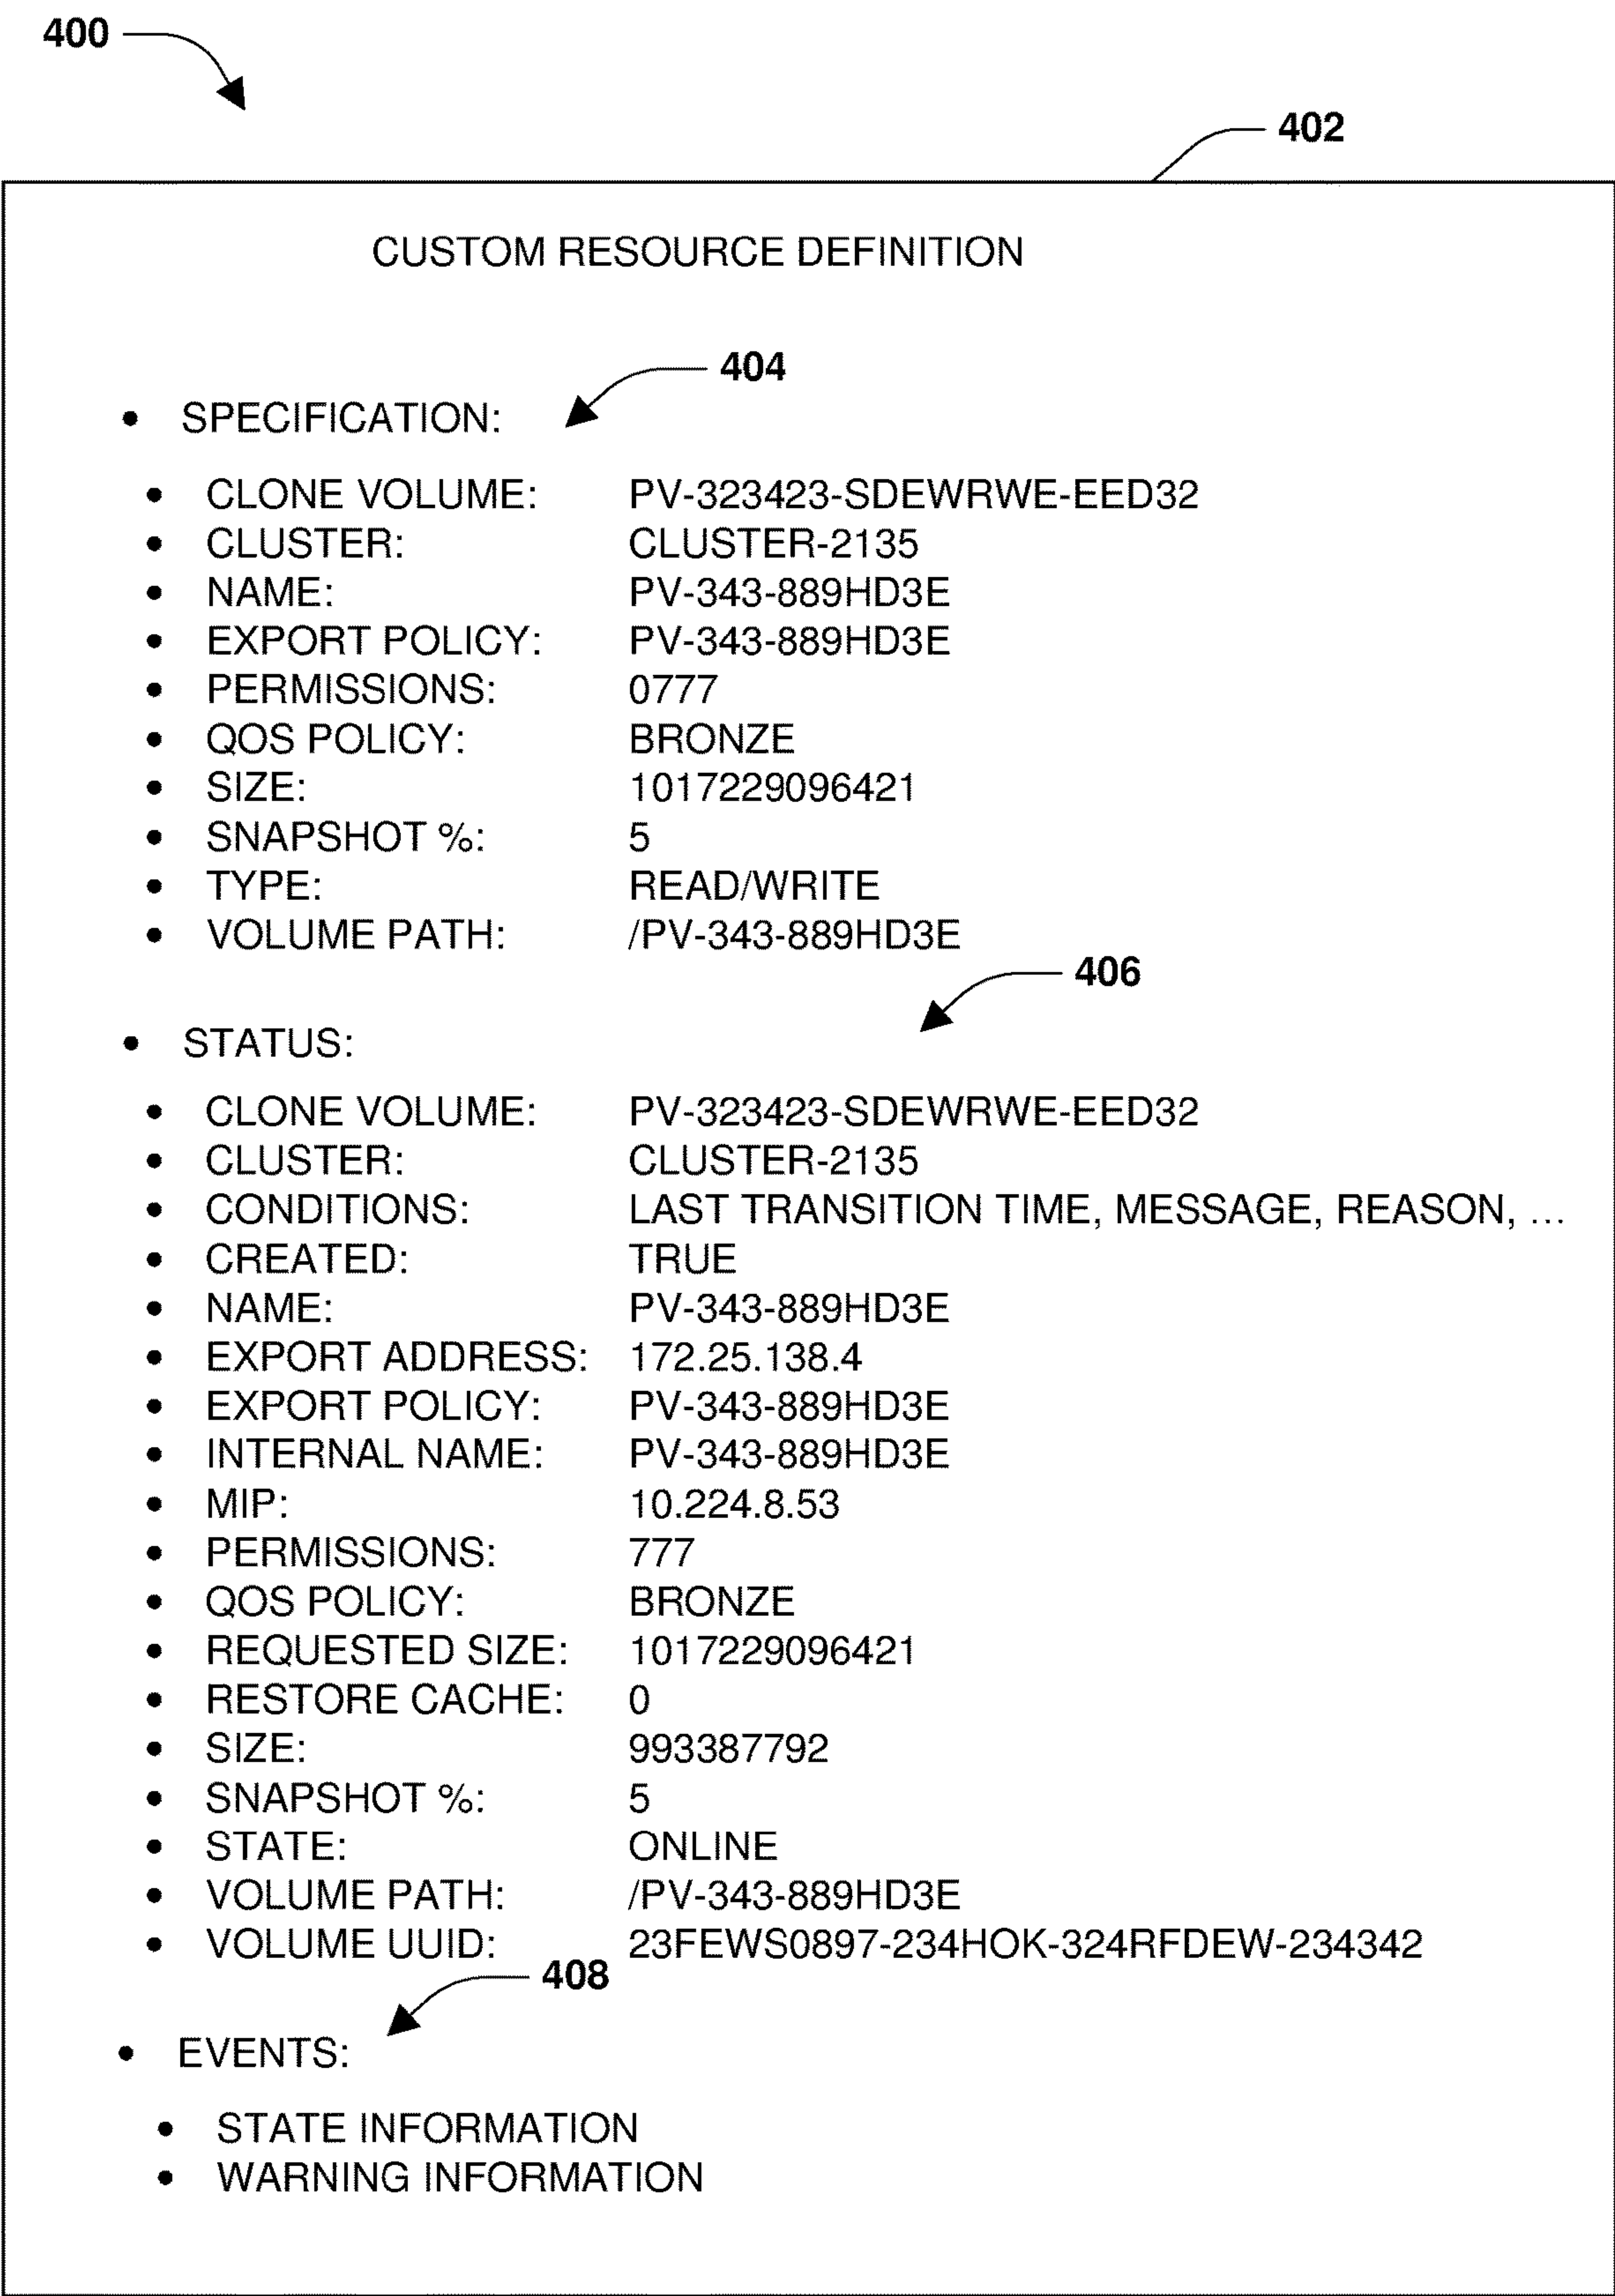 400
402
CUSTOM RESOURCE DEFINITION
404
• SPECIFICATION:
• CLONE VOLUME: PV-323423-SDEWRWE-EED32
• CLUSTER: CLUSTER-2135
• NAME: PV-343-889HD3E
• EXPORT POLICY: PV-343-889HD3E
• PERMISSIONS: 0777
• QOS POLICY: BRONZE
• SIZE: 1017229096421
• SNAPSHOT %: 5
• TYPE: READ/WRITE
• VOLUME PATH: /PV-343-889HD3E
406
• STATUS:
• CLONE VOLUME: PV-323423-SDEWRWE-EED32
• CLUSTER: CLUSTER-2135
• CONDITIONS: LAST TRANSITION TIME, MESSAGE, REASON, ...
• CREATED: TRUE
• NAME: PV-343-889HD3E
• EXPORT ADDRESS: 172.25.138.4
• EXPORT POLICY: PV-343-889HD3E
• INTERNAL NAME: PV-343-889HD3E
• MIP: 10.224.8.53
• PERMISSIONS: 777
• QOS POLICY: BRONZE
• REQUESTED SIZE: 1017229096421
• RESTORE CACHE: 0
• SIZE: 993387792
• SNAPSHOT %: 5
• STATE: ONLINE
• VOLUME PATH: /PV-343-889HD3E
• VOLUME UUID: 23FEWS0897-234HOK-324RFDEW-234342
408
• EVENTS:
• STATE INFORMATION
• WARNING INFORMATION